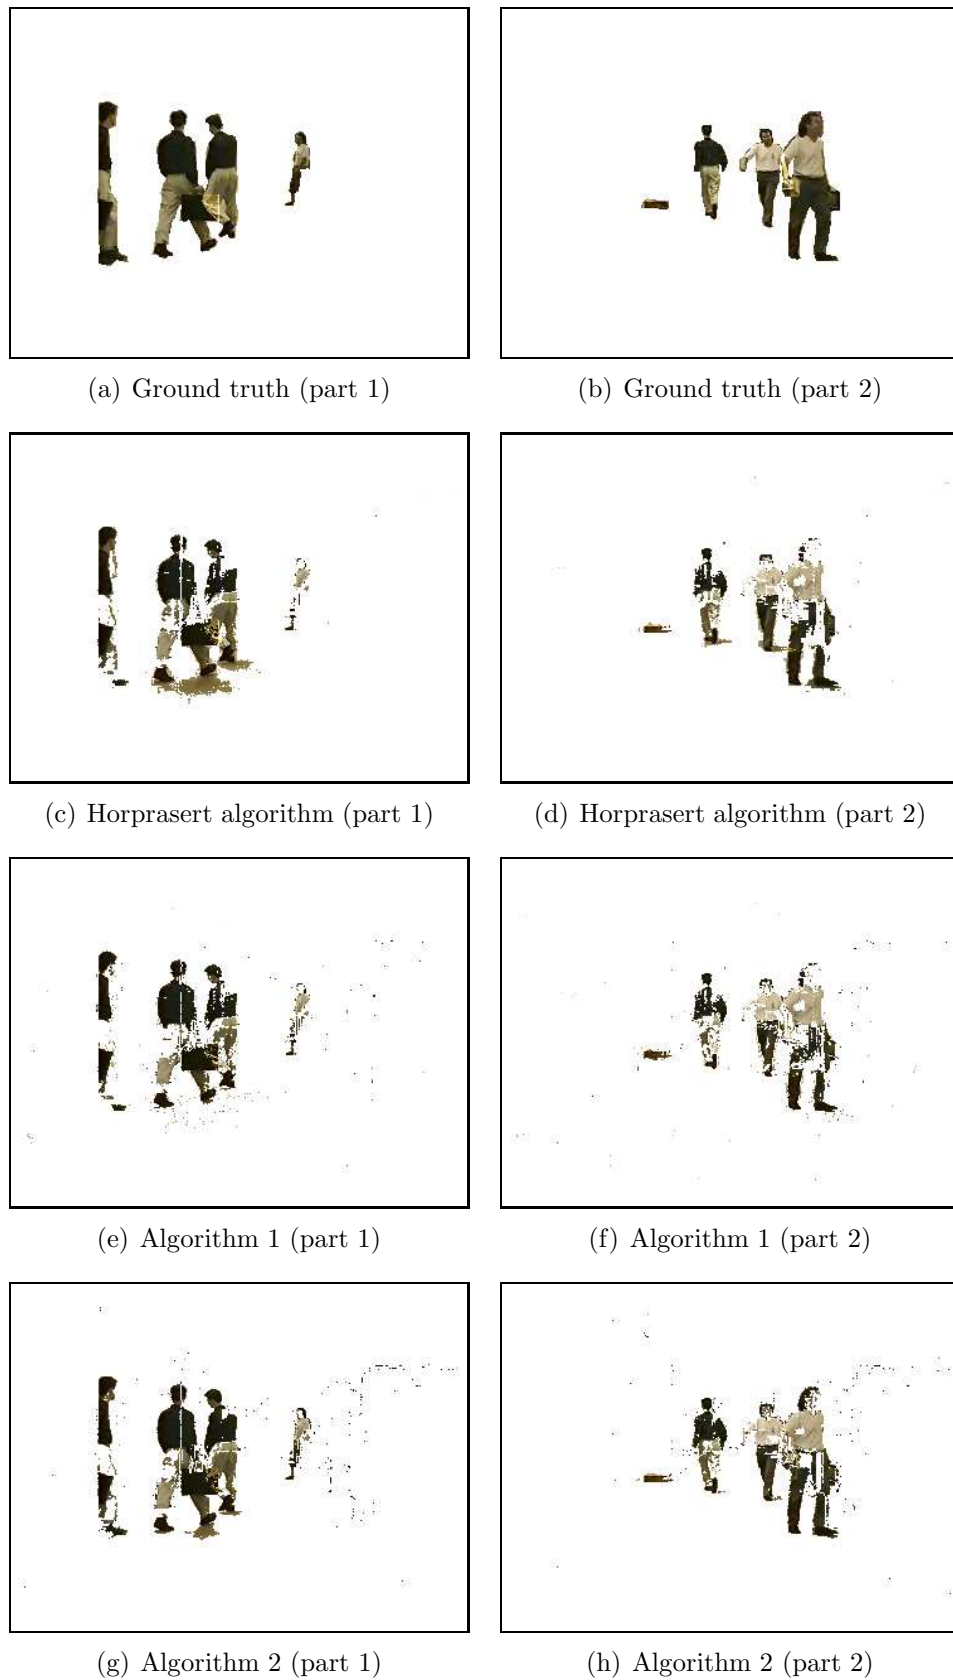 (a) Ground truth (part 1)
(b) Ground truth (part 2)
(c) Horprasert algorithm (part 1)
(d) Horprasert algorithm (part 2)
(e) Algorithm 1 (part 1)
(f) Algorithm 1 (part 2)
(g) Algorithm 2 (part 1)
(h) Algorithm 2 (part 2)